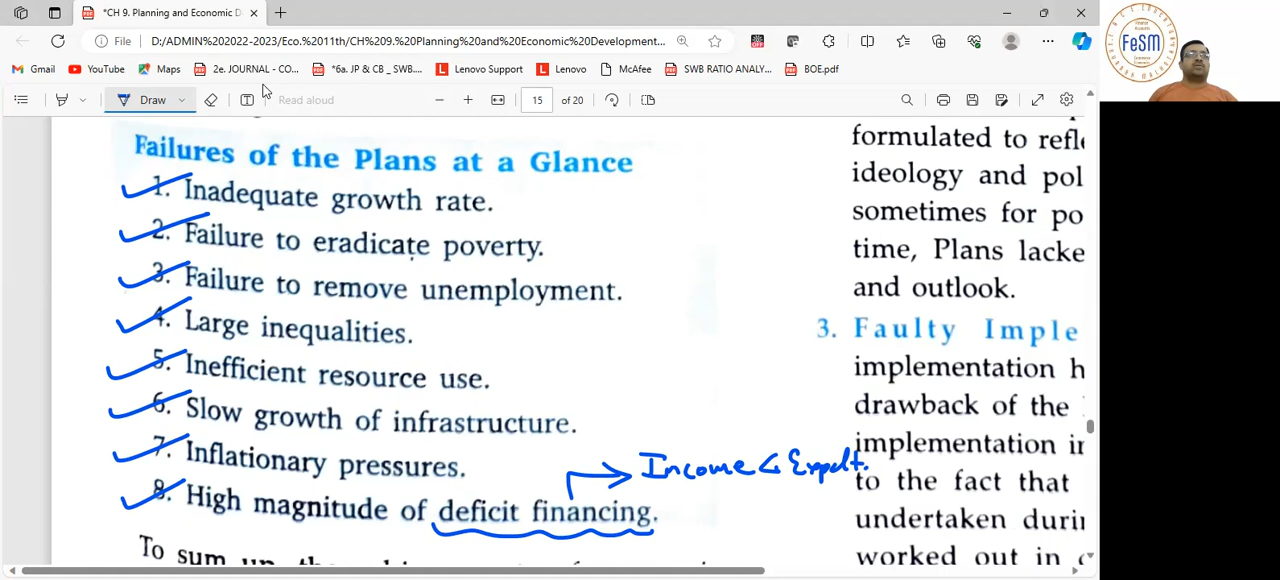 *CH 9. Planning and Economic D
File D:/ADMIN%202022-2023/Eco.%2011th/CH%209.%20Planning%20and%20Economic%20Development...
Gmail YouTube Maps 2e. JOURNAL - CO... *6a. JP & CB _ SWB.... Lenovo Support Lenovo McAfee SWB RATIO ANALY... BOE.pdf
Draw Read aloud 15 of 20
FeSM
Failures of the Plans at a Glance
1. Inadequate growth rate.
2. Failure to eradicate poverty.
3. Failure to remove unemployment.
4. Large inequalities.
5. Inefficient resource use.
6. Slow growth of infrastructure.
7. Inflationary pressures.
Income < Expdt.
8. High magnitude of deficit financing.
To sum up
formulated to refle
ideology and pol
sometimes for po
time, Plans lacke
and outlook.
3. Faulty Imple
implementation h
drawback of the
implementation in
to the fact that
undertaken duri
worked out in